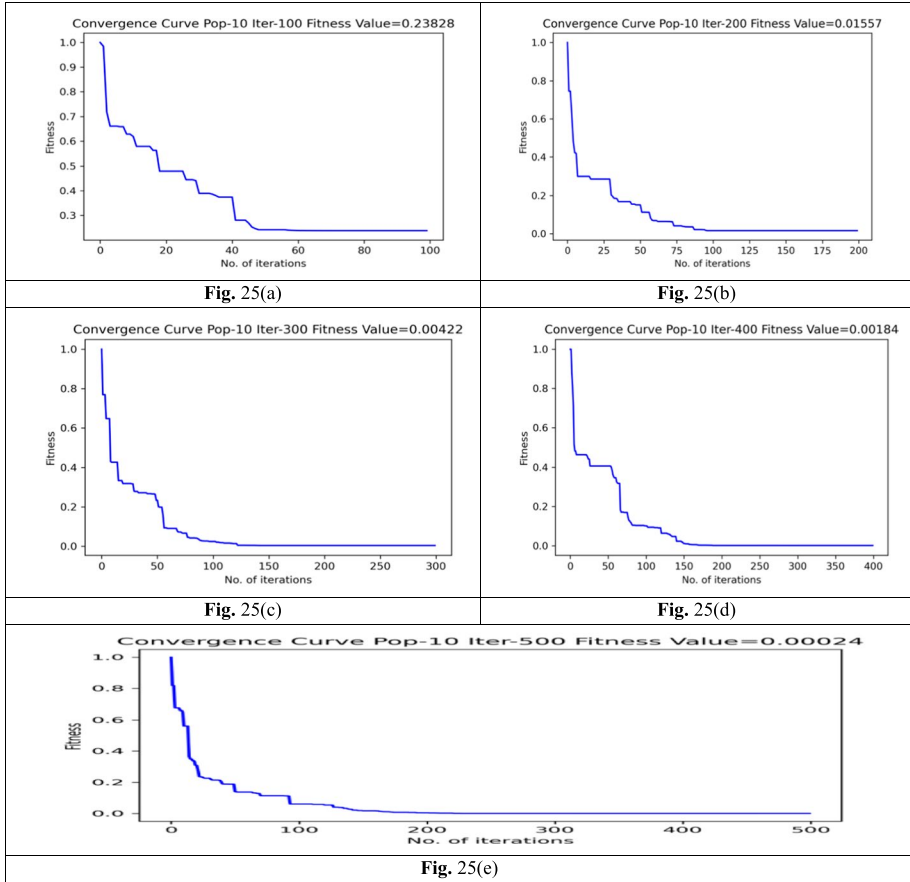 Convergence Curve Pop-10 Iter-100 Fitness Value=0.23828
1.0
0.9
0.8
0.7
0.6
0.5
0.4
0.3
Fitness
0 20 40 60 80 100
No. of iterations
Fig. 25(a)
Convergence Curve Pop-10 Iter-200 Fitness Value=0.01557
1.0
0.8
0.6
0.4
0.2
0.0
Fitness
0 25 50 75 100 125 150 175 200
No. of iterations
Fig. 25(b)
Convergence Curve Pop-10 Iter-300 Fitness Value=0.00422
1.0
0.8
0.6
0.4
0.2
0.0
Fitness
0 50 100 150 200 250 300
No. of iterations
Fig. 25(c)
Convergence Curve Pop-10 Iter-400 Fitness Value=0.00184
1.0
0.8
0.6
0.4
0.2
0.0
Fitness
0 50 100 150 200 250 300 350 400
No. of iterations
Fig. 25(d)
Convergence Curve Pop-10 Iter-500 Fitness Value=0.00024
1.0
0.8
0.6
0.4
0.2
0.0
Fitness
0 100 200 300 400 500
No. of iterations
Fig. 25(e)